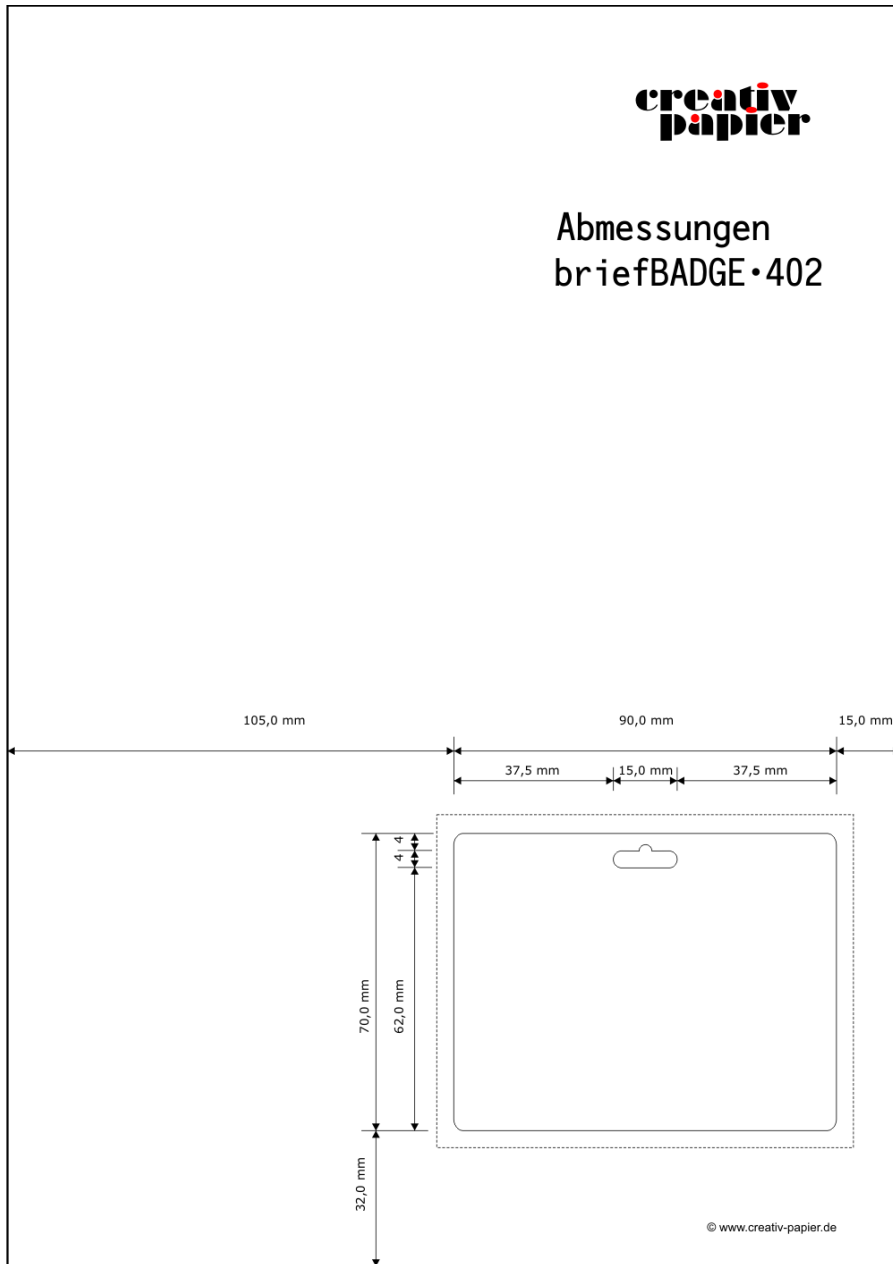 creativ
papier
Abmessungen
briefBADGE•402
105,0 mm
90,0 mm
15,0 mm
37,5 mm
15,0 mm
37,5 mm
4
4
70,0 mm
62,0 mm
32,0 mm
© www.creativ-papier.de